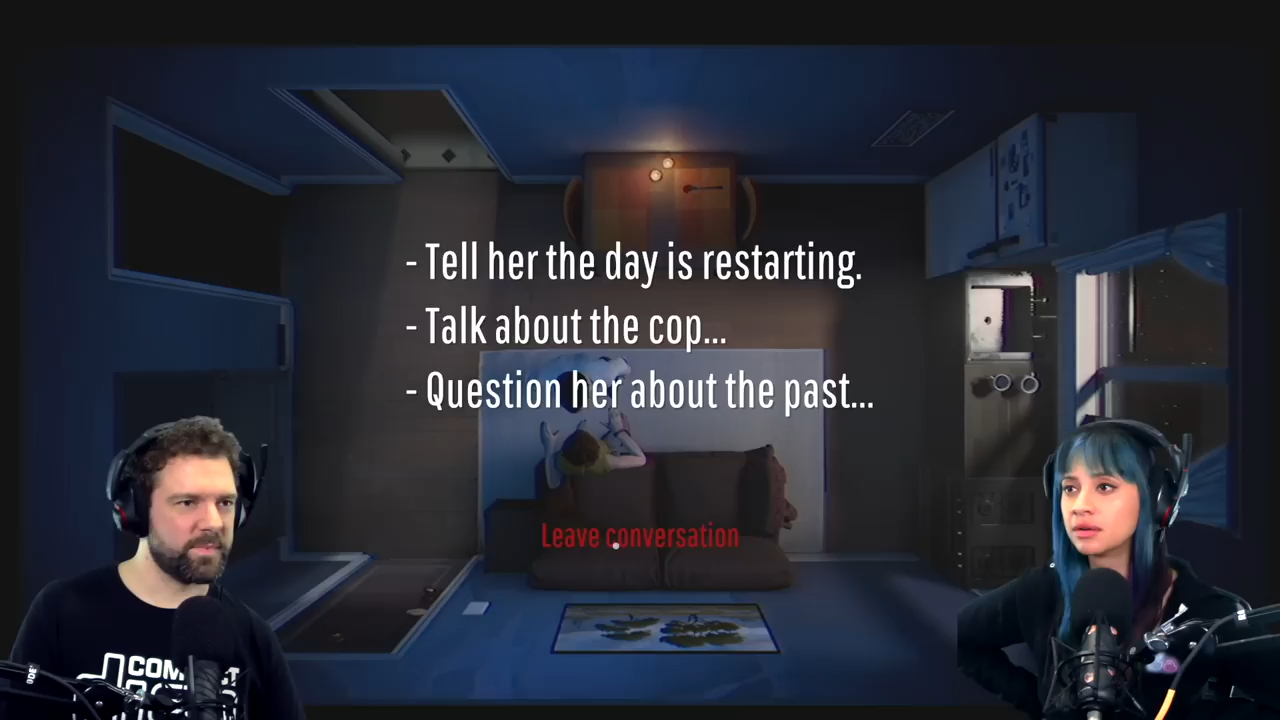 - Tell her the day is restarting.
- Talk about the cop...
- Question her about the past...
Leave conversation